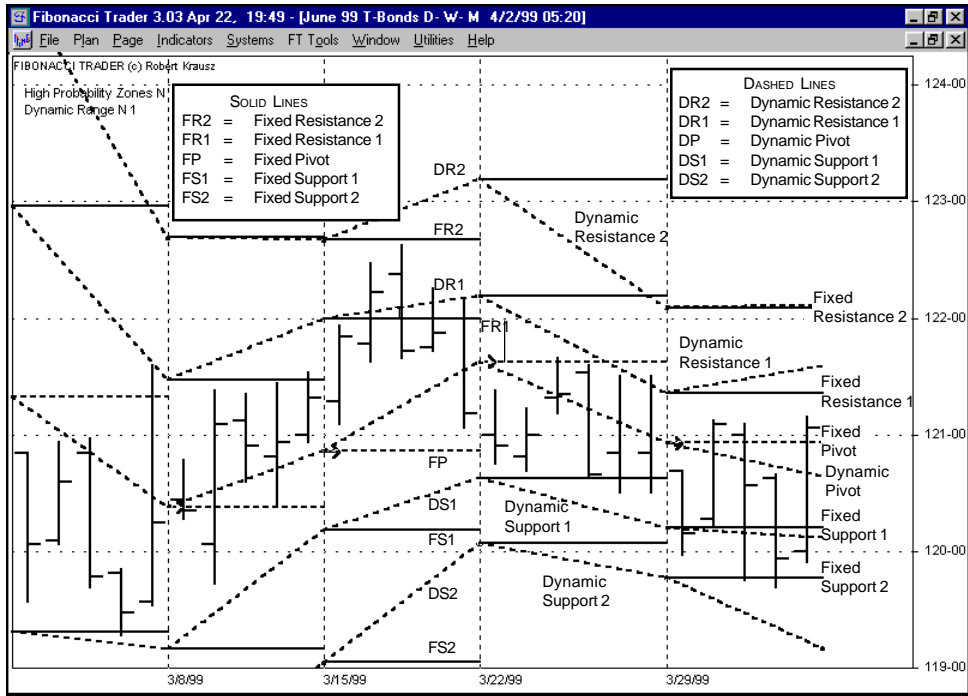 Fibonacci Trader 3.03 Apr 22, 19:49 - [June 99 T-Bonds D- W- M 4/2/99 05:20]
File Plan Page Indicators Systems FT Tools Window Utilities Help
FIBONACCI TRADER (c) Robert Krausz
High Probability Zones N
Dynamic Range N 1
SOLID LINES
FR2 = Fixed Resistance 2
FR1 = Fixed Resistance 1
FP = Fixed Pivot
FS1 = Fixed Support 1
FS2 = Fixed Support 2
DASHED LINES
DR2 = Dynamic Resistance 2
DR1 = Dynamic Resistance 1
DP = Dynamic Pivot
DS1 = Dynamic Support 1
DS2 = Dynamic Support 2
124-00
123-00
122-00
121-00
120-00
119-00
DR2
FR2
DR1
FR1
FP
DS1
FS1
DS2
FS2
Dynamic
Resistance 2
Dynamic
Resistance 1
Dynamic
Support 1
Dynamic
Support 2
Fixed
Resistance 2
Fixed
Resistance 1
Fixed
Pivot
Dynamic
Pivot
Fixed
Support 1
Fixed
Support 2
3/8/99
3/15/99
3/22/99
3/29/99